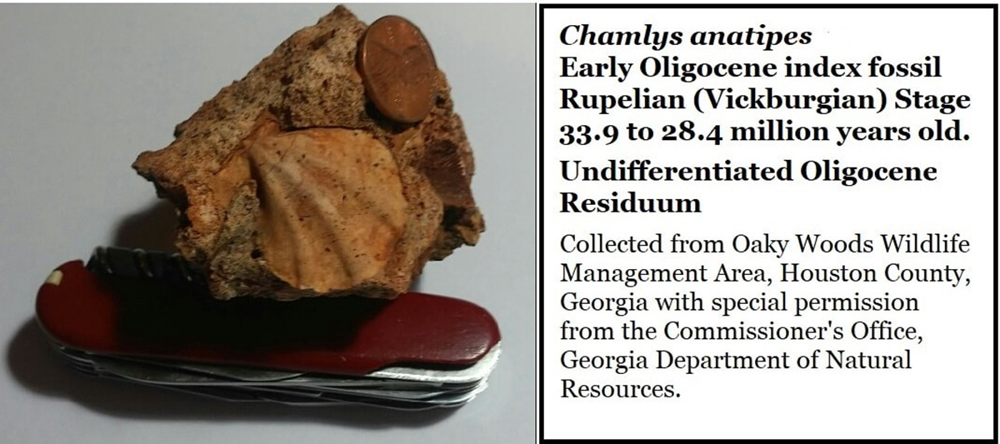 Chamlys anatipes
Early Oligocene index fossil
Rupelian (Vickburgian) Stage
33.9 to 28.4 million years old.
Undifferentiated Oligocene
Residuum
Collected from Oaky Woods Wildlife
Management Area, Houston County,
Georgia with special permission
from the Commissioner's Office,
Georgia Department of Natural
Resources.